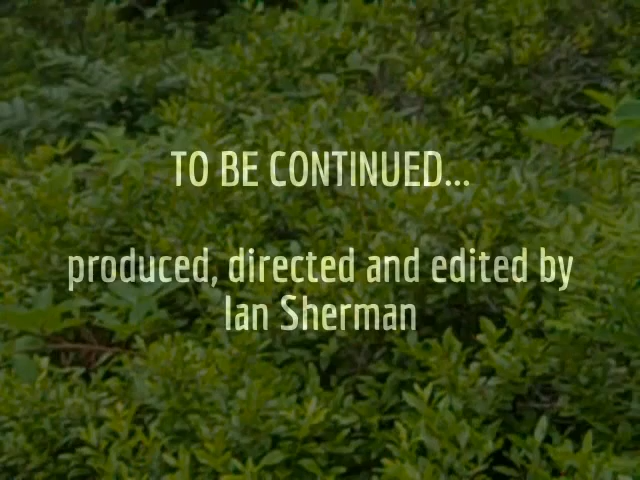 TO BE CONTINUED...
produced, directed and edited by
Ian Sherman